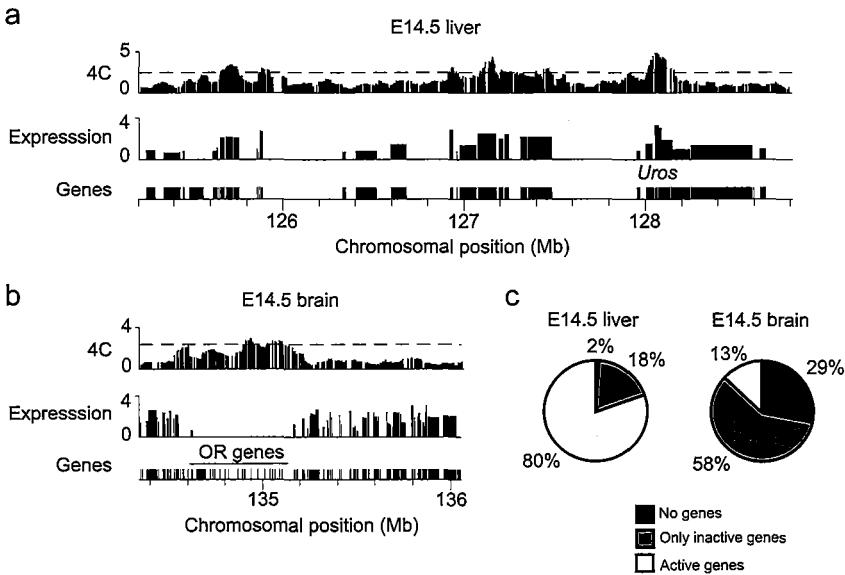 a
E14.5 liver
5
4C
0
4
Expresssion
0
Uros
Genes
126 127 128
Chromosomal position (Mb)
b
E14.5 brain
4
4C
0
4
Expresssion
0
OR genes
Genes
135 136
Chromosomal position (Mb)
c
E14.5 liver
2%
18%
80%
E14.5 brain
13%
29%
58%
No genes
Only inactive genes
Active genes